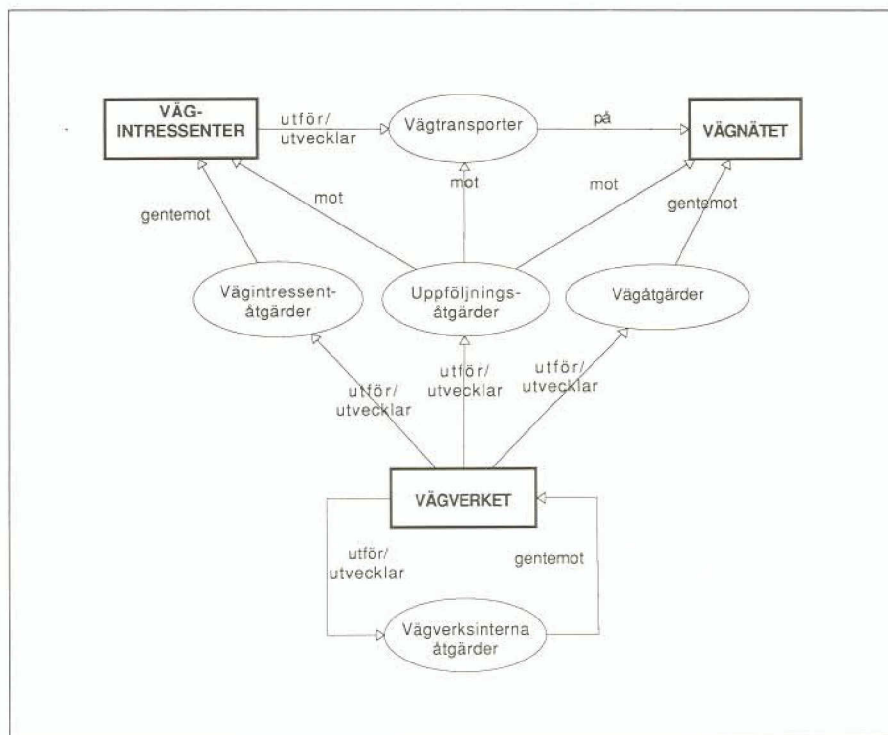 VÄG-
INTRESSENTER
utför/
utvecklar
Vägtransporter
på
VÄGNÄTET
gentemot
mot
mot
mot
gentemot
Vägintressent-
åtgärder
Uppföljnings-
åtgärder
Vägåtgärder
utför/
utvecklar
utför/
utvecklar
utför/
utvecklar
VÄGVERKET
utför/
utvecklar
gentemot
Vägverksinterna
åtgärder